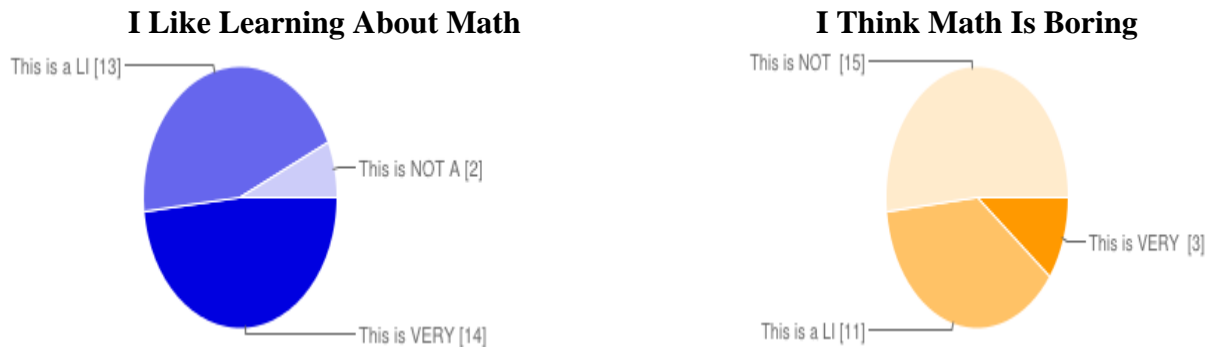 I Like Learning About Math
This is a LI [13]
This is NOT A [2]
This is VERY [14]
I Think Math Is Boring
This is NOT [15]
This is VERY [3]
This is a LI [11]